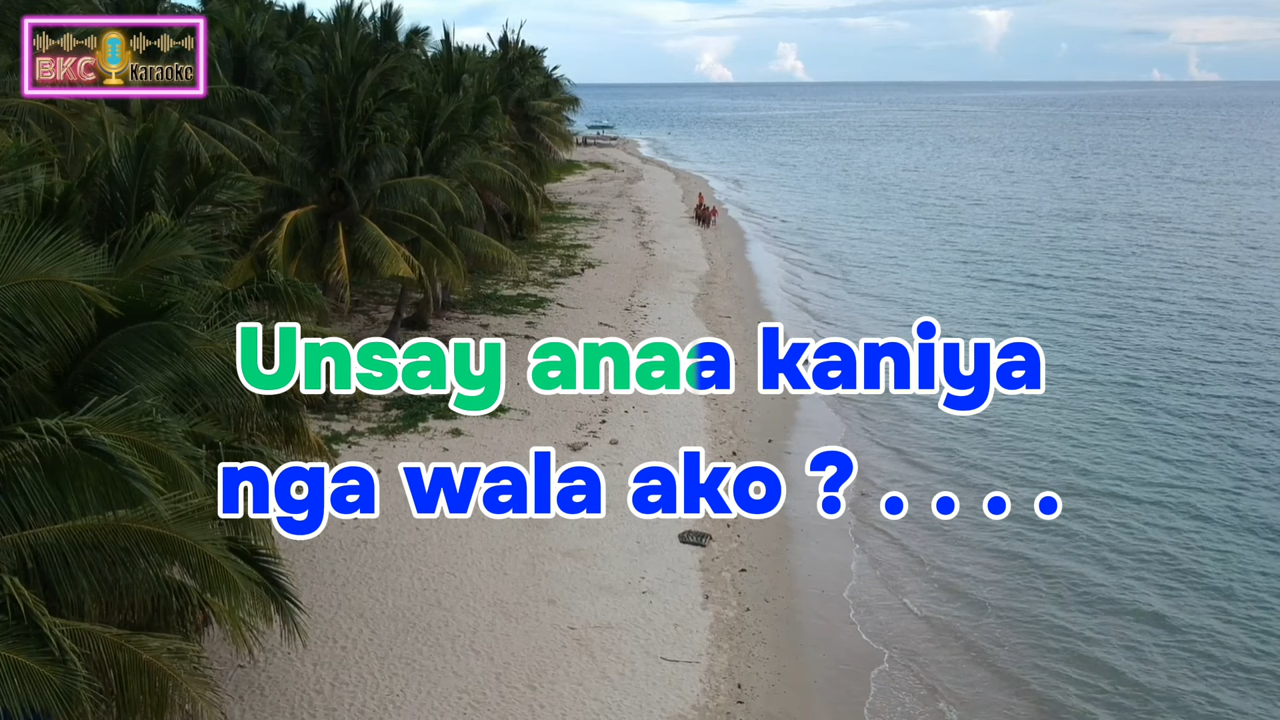 BKC Karaoke
Unsay anaa kaniya
nga wala ako ? . . . .